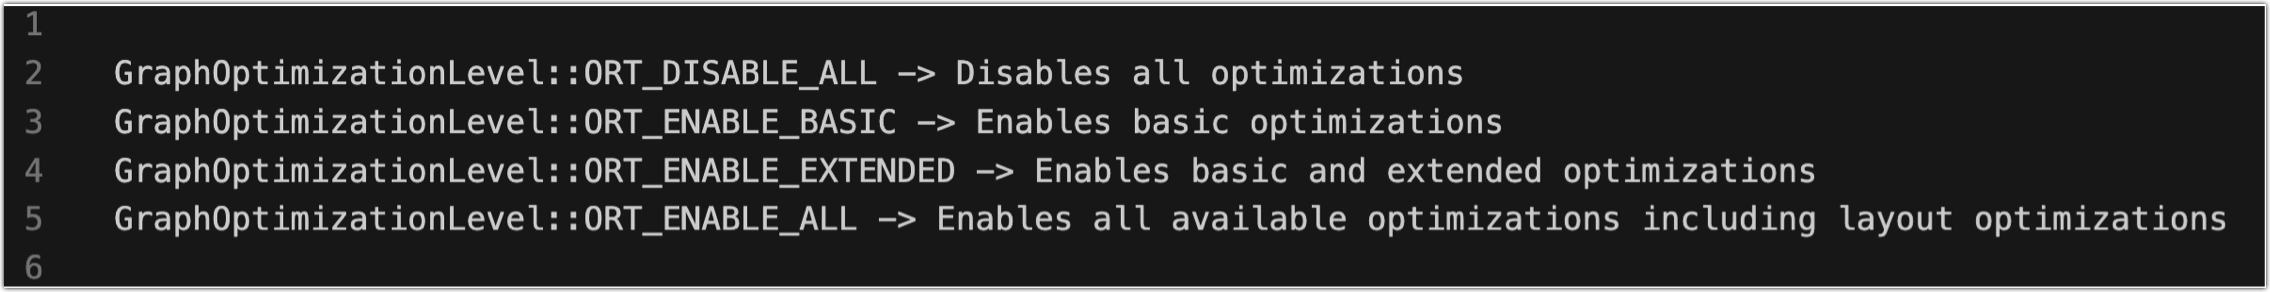 1
2 GraphOptimizationLevel::ORT_DISABLE_ALL -> Disables all optimizations
3 GraphOptimizationLevel::ORT_ENABLE_BASIC -> Enables basic optimizations
4 GraphOptimizationLevel::ORT_ENABLE_EXTENDED -> Enables basic and extended optimizations
5 GraphOptimizationLevel::ORT_ENABLE_ALL -> Enables all available optimizations including layout optimizations
6